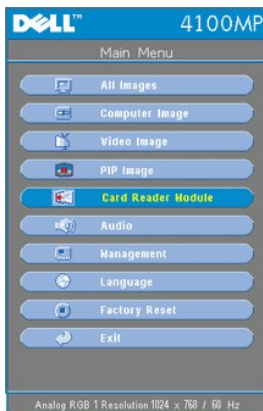 DELL™ 4100MP
Main Menu
All Images
Computer Image
Video Image
PIP Image
Card Reader Module
Audio
Management
Language
Factory Reset
Exit
Analog RGB 1 Resolution 1024 x 768 / 60 Hz